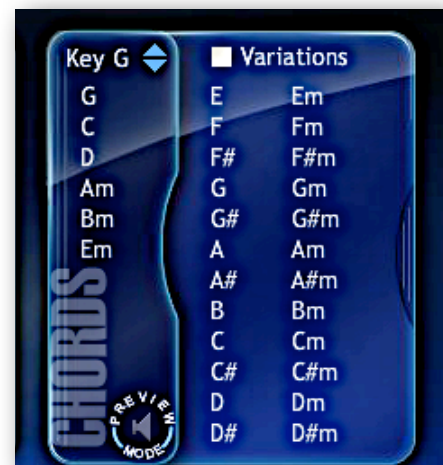 Key G
G
C
D
Am
Bm
Em
CHORDS
PREVIEW
MODE
Variations
E Em
F Fm
F# F#m
G Gm
G# G#m
A Am
A# A#m
B Bm
C Cm
C# C#m
D Dm
D# D#m